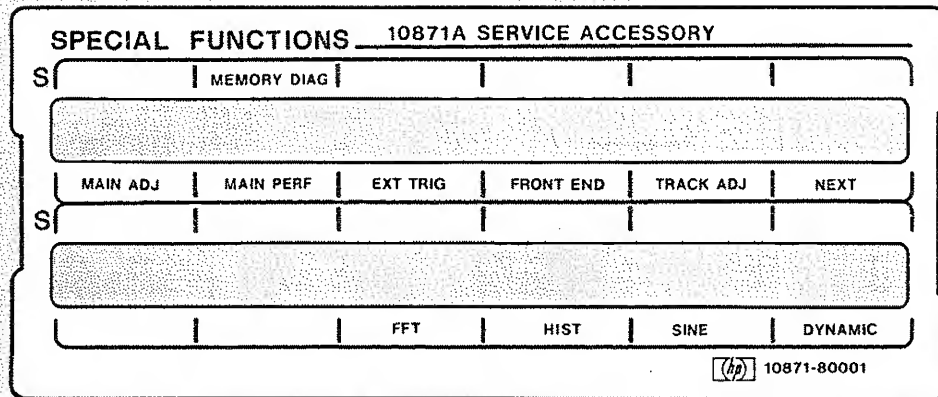 SPECIAL FUNCTIONS 10871A SERVICE ACCESSORY
S MEMORY DIAG
MAIN ADJ MAIN PERF EXT TRIG FRONT END TRACK ADJ NEXT
S
FFT HIST SINE DYNAMIC
hp 10871-80001